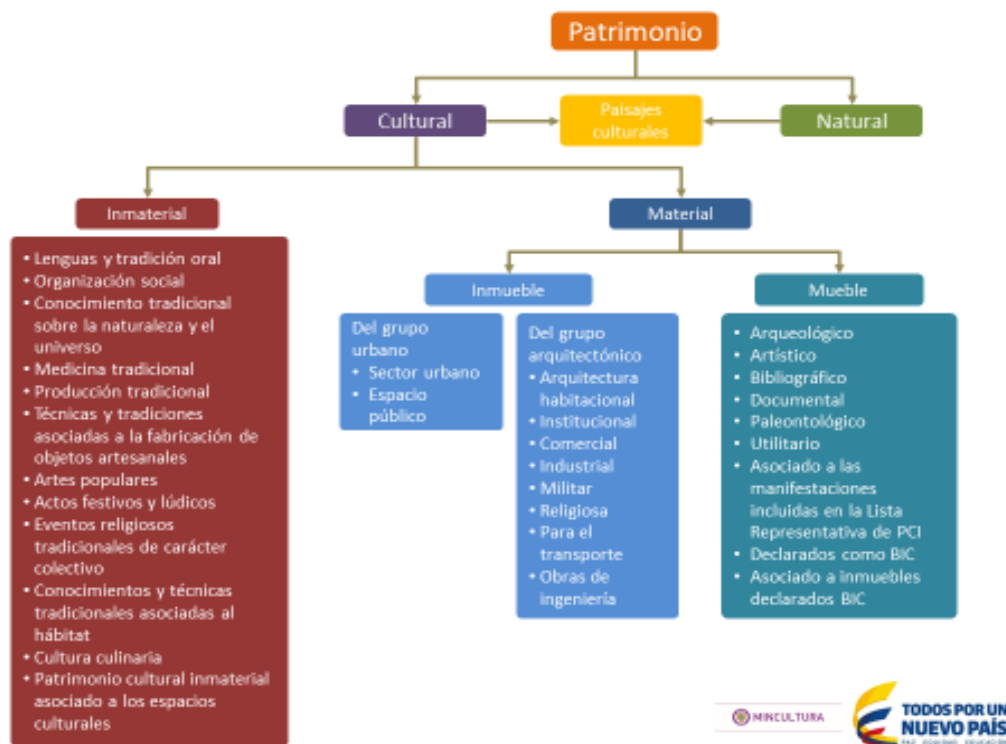 Patrimonio
Cultural
Paisajes
culturales
Natural
Inmaterial
Material
• Lenguas y tradición oral
• Organización social
• Conocimiento tradicional
sobre la naturaleza y el
universo
• Medicina tradicional
• Producción tradicional
• Técnicas y tradiciones
asociadas a la fabricación de
objetos artesanales
• Artes populares
• Actos festivos y lúdicos
• Eventos religiosos
tradicionales de carácter
colectivo
• Conocimientos y técnicas
tradicionales asociadas al
hábitat
• Cultura culinaria
• Patrimonio cultural inmaterial
asociado a los espacios
culturales
Inmueble
Del grupo
urbano
• Sector urbano
• Espacio
público
Del grupo
arquitectónico
• Arquitectura
habitacional
• Institucional
• Comercial
• Industrial
• Militar
• Religiosa
• Para el
transporte
• Obras de
ingeniería
Mueble
• Arqueológico
• Artístico
• Bibliográfico
• Documental
• Paleontológico
• Utilitario
• Asociado a las
manifestaciones
incluidas en la Lista
Representativa de PCI
• Declarados como BIC
• Asociado a inmuebles
declarados BIC
MINCULTURA
TODOS POR UN
NUEVO PAÍS
PAZ EQUIDAD EDUCACIÓN